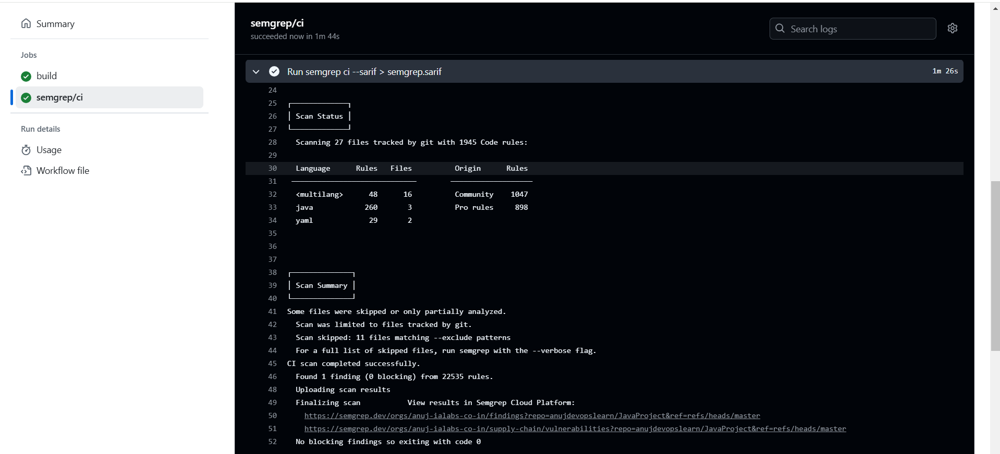 Summary
Jobs
build
semgrep/ci
Run details
Usage
Workflow file
semgrep/ci
succeeded now in 1m 44s
Search logs
Run semgrep ci --sarif > semgrep.sarif 1m 26s
24
25
26 Scan Status
27
28 Scanning 27 files tracked by git with 1945 Code rules:
29
30 Language Rules Files Origin Rules
31
32 <multilang> 48 16 Community 1047
33 java 260 3 Pro rules 898
34 yaml 29 2
35
36
37
38
39 Scan Summary
40
41 Some files were skipped or only partially analyzed.
42 Scan was limited to files tracked by git.
43 Scan skipped: 11 files matching --exclude patterns
44 For a full list of skipped files, run semgrep with the --verbose flag.
45 CI scan completed successfully.
46 Found 1 finding (0 blocking) from 22535 rules.
48 Uploading scan results
49 Finalizing scan View results in Semgrep Cloud Platform:
50 https://semgrep.dev/orgs/anuj-ialabs-co-in/findings?repo=anujdevopslearn/JavaProject&ref=refs/heads/master
51 https://semgrep.dev/orgs/anuj-ialabs-co-in/supply-chain/vulnerabilities?repo=anujdevopslearn/JavaProject&ref=refs/heads/master
52 No blocking findings so exiting with code 0